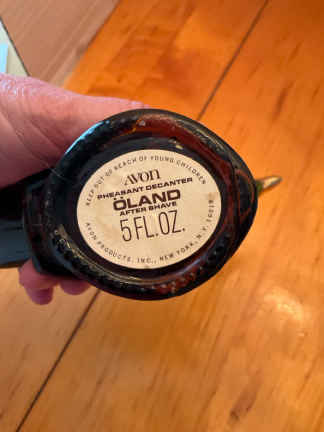 KEEP OUT OF REACH OF YOUNG CHILDREN
AVON
PHEASANT DECANTER
ÖLAND
AFTER SHAVE
5 FL. OZ.
AVON PRODUCTS, INC., NEW YORK, N.Y. 10019